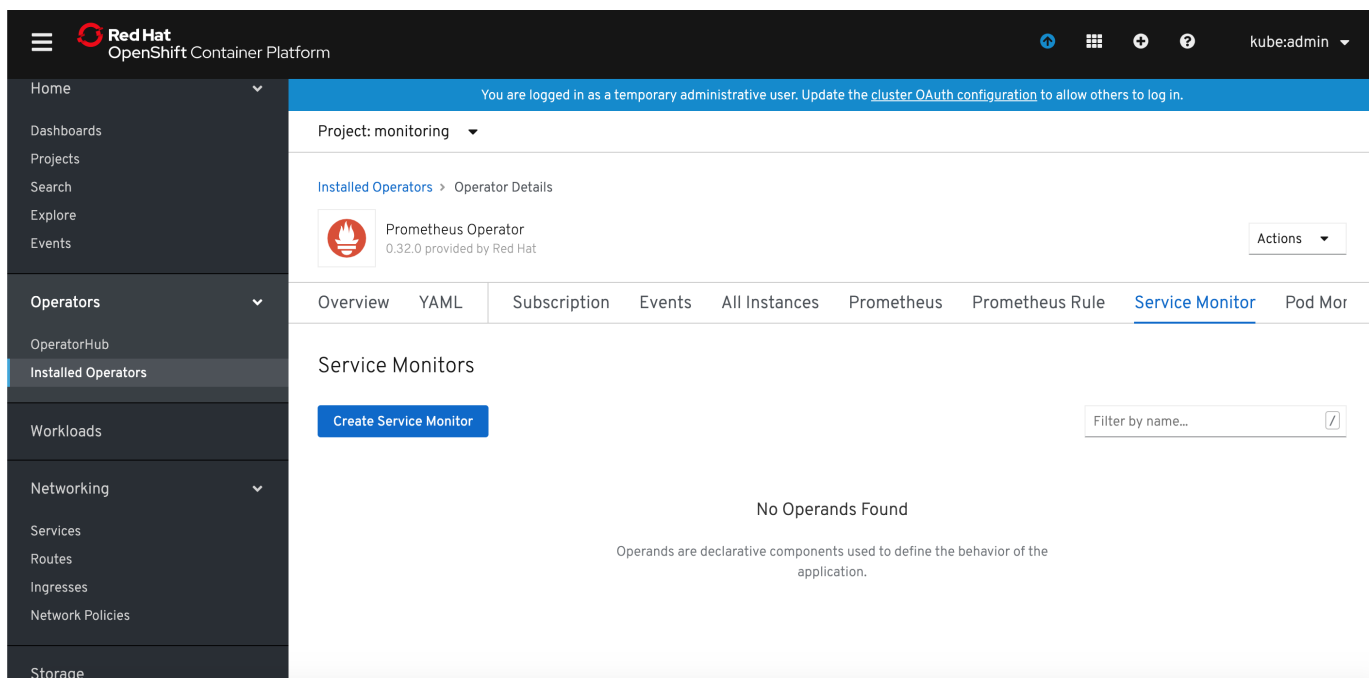 Red Hat
OpenShift Container Platform
kube:admin
Home
Dashboards
Projects
Search
Explore
Events
Operators
OperatorHub
Installed Operators
Workloads
Networking
Services
Routes
Ingresses
Network Policies
Storage
You are logged in as a temporary administrative user. Update the cluster OAuth configuration to allow others to log in.
Project: monitoring
Installed Operators > Operator Details
Prometheus Operator
0.32.0 provided by Red Hat
Actions
Overview YAML Subscription Events All Instances Prometheus Prometheus Rule Service Monitor Pod Mor
Service Monitors
Create Service Monitor
Filter by name... /
No Operands Found
Operands are declarative components used to define the behavior of the
application.